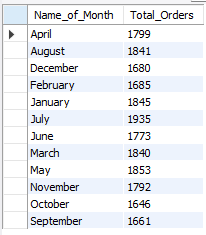 Name_of_Month Total_Orders
April 1799
August 1841
December 1680
February 1685
January 1845
July 1935
June 1773
March 1840
May 1853
November 1792
October 1646
September 1661